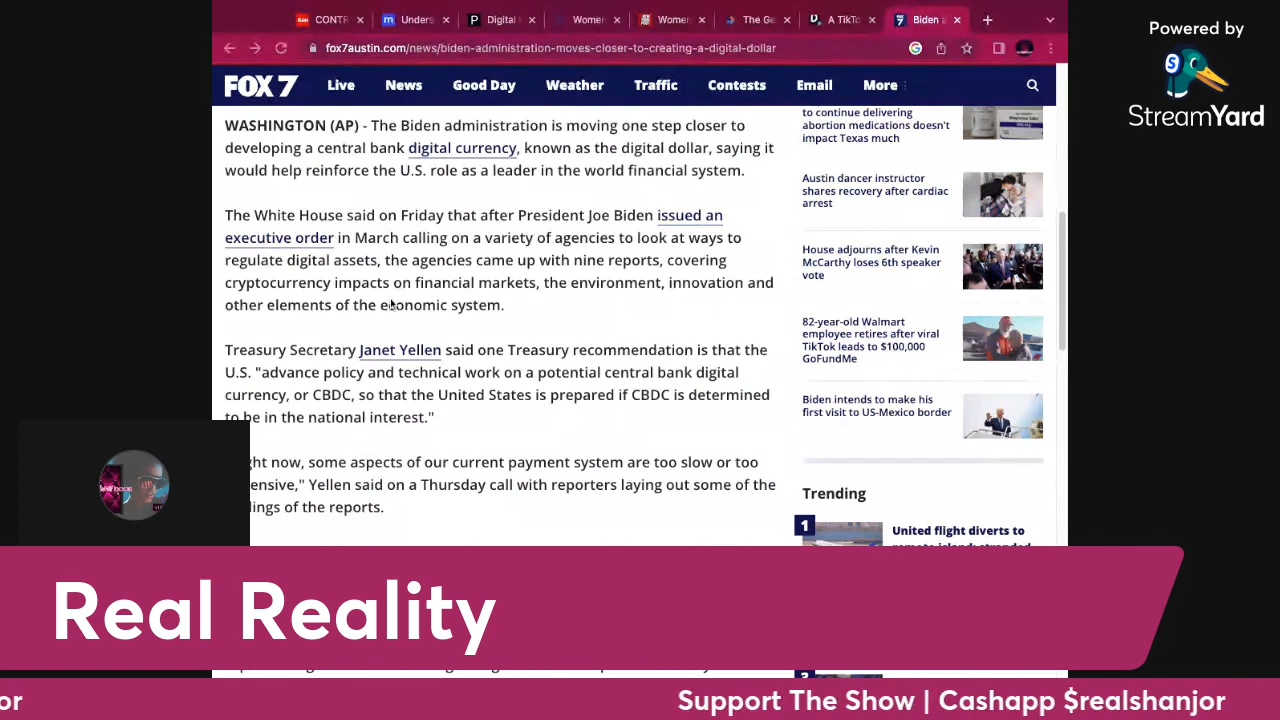 CONTR
Unders
Digital
Women
Women
The Ge
A TikTo
Biden a
fox7austin.com/news/biden-administration-moves-closer-to-creating-a-digital-dollar
Powered by
StreamYard
FOX 7
Live
News
Good Day
Weather
Traffic
Contests
Email
More
WASHINGTON (AP) - The Biden administration is moving one step closer to
developing a central bank digital currency, known as the digital dollar, saying it
would help reinforce the U.S. role as a leader in the world financial system.
The White House said on Friday that after President Joe Biden issued an
executive order in March calling on a variety of agencies to look at ways to
regulate digital assets, the agencies came up with nine reports, covering
cryptocurrency impacts on financial markets, the environment, innovation and
other elements of the economic system.
Treasury Secretary Janet Yellen said one Treasury recommendation is that the
U.S. "advance policy and technical work on a potential central bank digital
currency, or CBDC, so that the United States is prepared if CBDC is determined
to be in the national interest."
ght now, some aspects of our current payment system are too slow or too
ensive," Yellen said on a Thursday call with reporters laying out some of the
lings of the reports.
to continue delivering
abortion medications doesn't
impact Texas much
Austin dancer instructor
shares recovery after cardiac
arrest
House adjourns after Kevin
McCarthy loses 6th speaker
vote
82-year-old Walmart
employee retires after viral
TikTok leads to $100,000
GoFundMe
Biden intends to make his
first visit to US-Mexico border
Trending
1
United flight diverts to
Real Reality
or
Support The Show | Cashapp $realshanjor